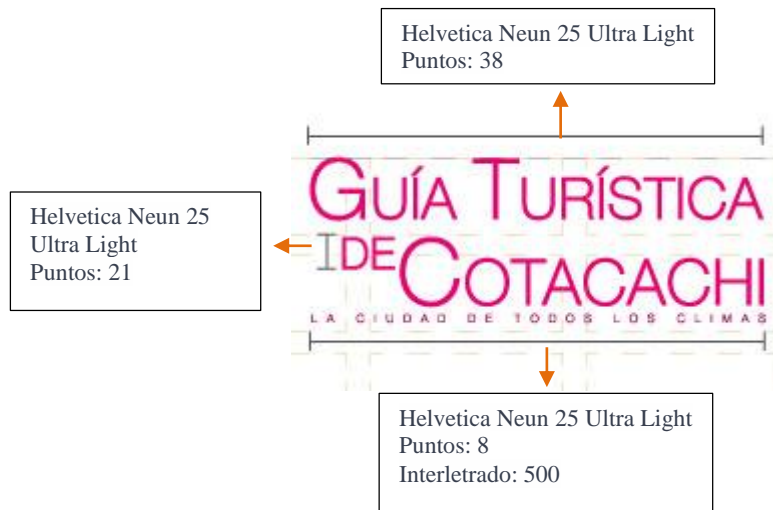 Helvetica Neun 25 Ultra Light
Puntos: 38
GUÍA TURÍSTICA
DE COTACACHI
LA CIUDAD DE TODOS LOS CLIMAS
Helvetica Neun 25
Ultra Light
Puntos: 21
Helvetica Neun 25 Ultra Light
Puntos: 8
Interletrado: 500